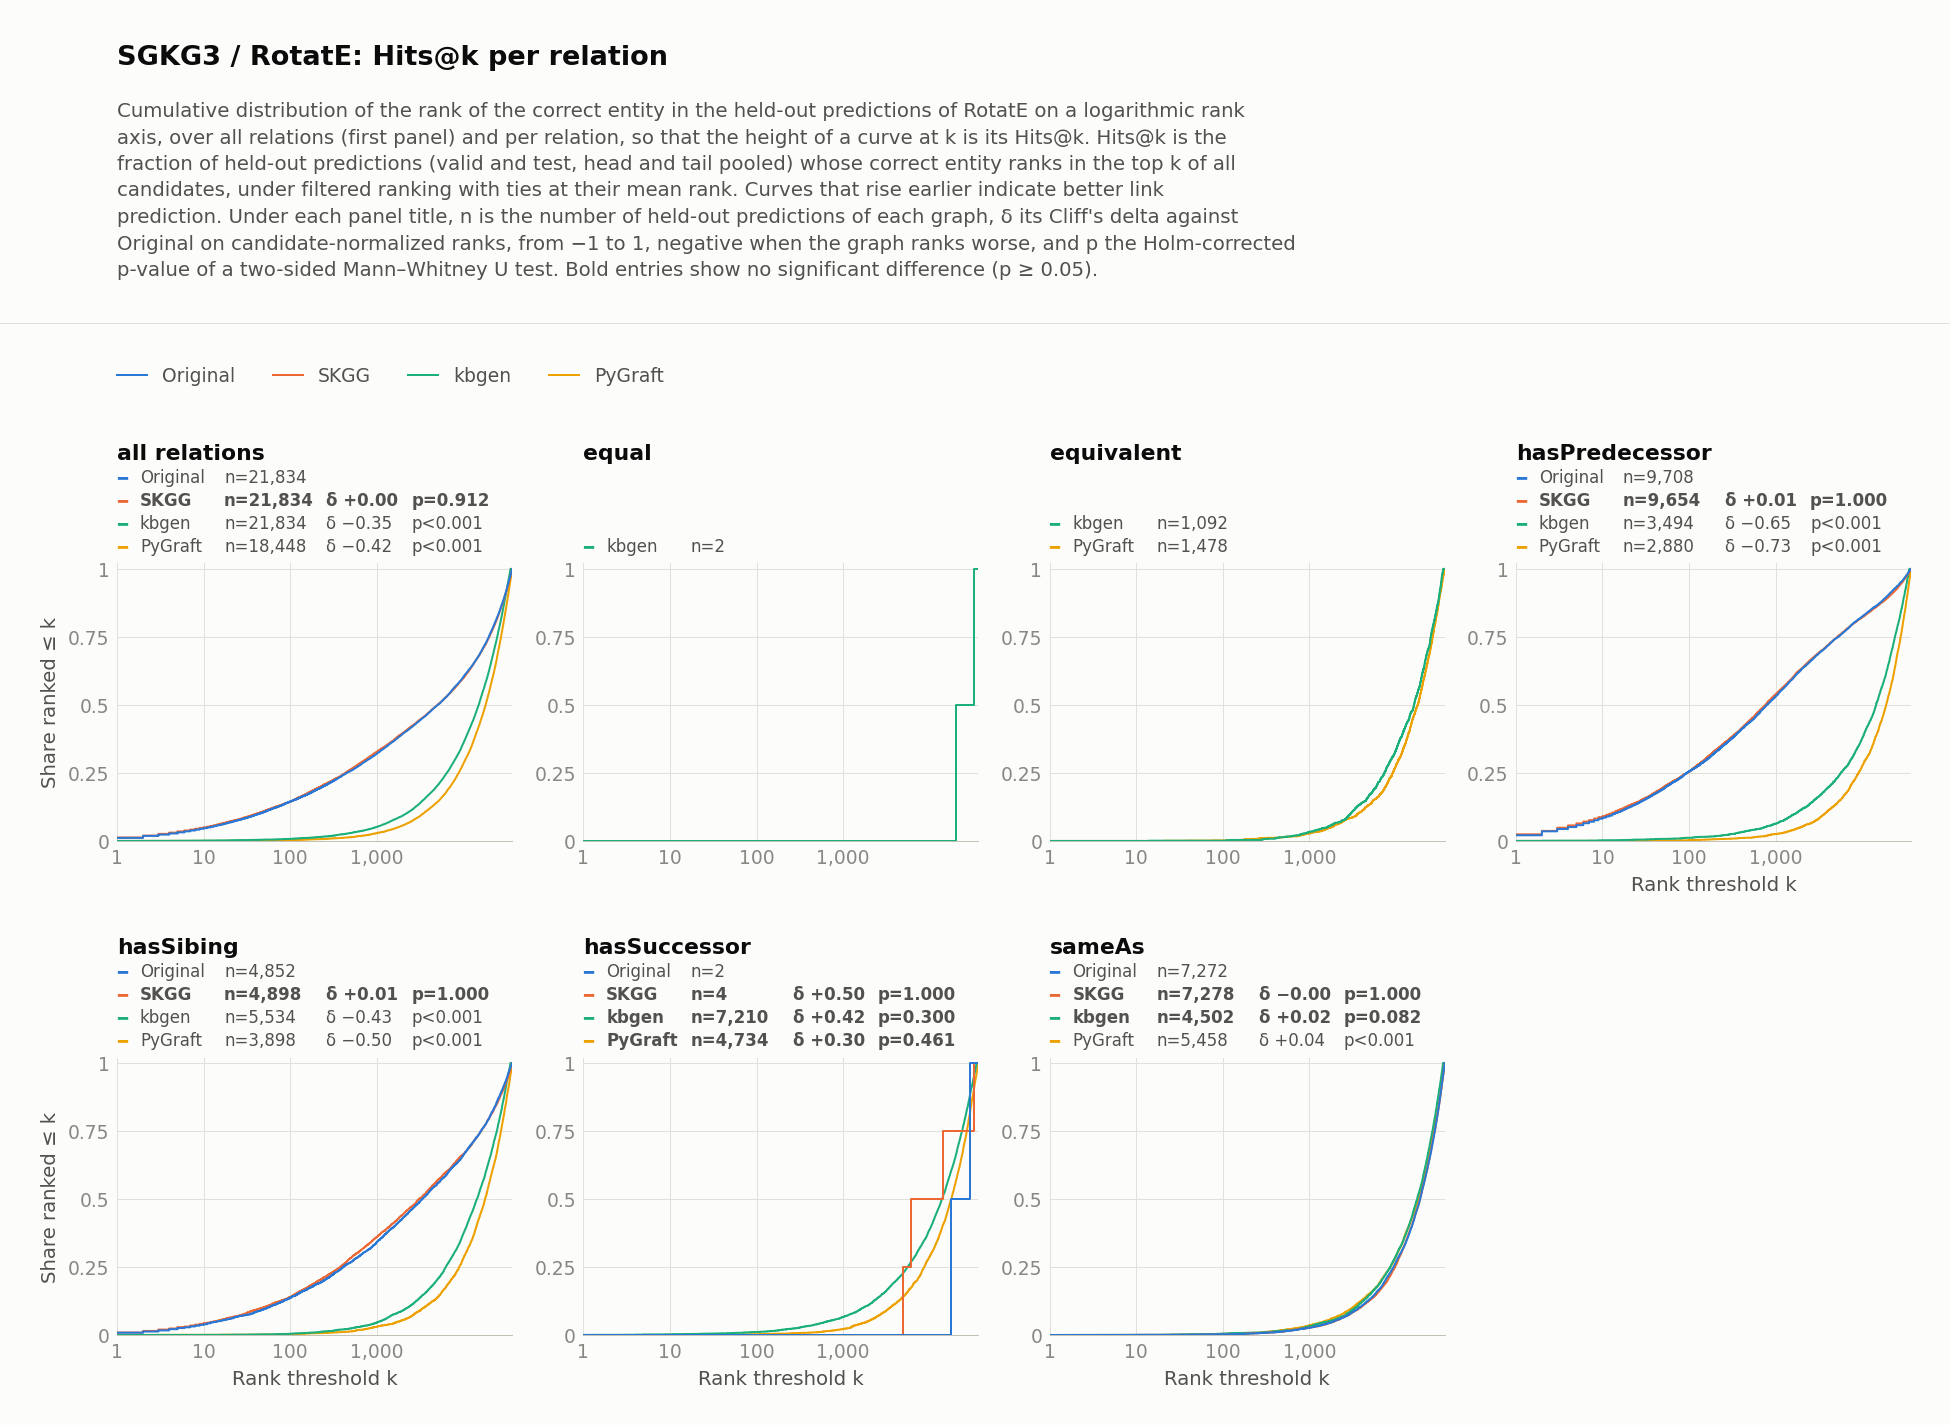 SGKG3 / RotatE: Hits@k per relation
Cumulative distribution of the rank of the correct entity in the held-out predictions of RotatE on a logarithmic rank
axis, over all relations (first panel) and per relation, so that the height of a curve at k is its Hits@k. Hits@k is the
fraction of held-out predictions (valid and test, head and tail pooled) whose correct entity ranks in the top k of all
candidates, under filtered ranking with ties at their mean rank. Curves that rise earlier indicate better link
prediction. Under each panel title, n is the number of held-out predictions of each graph, δ its Cliff's delta against
Original on candidate-normalized ranks, from −1 to 1, negative when the graph ranks worse, and p the Holm-corrected
p-value of a two-sided Mann–Whitney U test. Bold entries show no significant difference (p ≥ 0.05).
Original SKGG kbgen PyGraft
all relations
Original n=21,834
SKGG n=21,834 δ +0.00 p=0.912
kbgen n=21,834 δ −0.35 p<0.001
PyGraft n=18,448 δ −0.42 p<0.001
Share ranked ≤ k
1
0.75
0.5
0.25
0
1 10 100 1,000
equal
kbgen n=2
1
0.75
0.5
0.25
0
1 10 100 1,000
equivalent
kbgen n=1,092
PyGraft n=1,478
1
0.75
0.5
0.25
0
1 10 100 1,000
hasPredecessor
Original n=9,708
SKGG n=9,654 δ +0.01 p=1.000
kbgen n=3,494 δ −0.65 p<0.001
PyGraft n=2,880 δ −0.73 p<0.001
1
0.75
0.5
0.25
0
1 10 100 1,000
Rank threshold k
hasSibing
Original n=4,852
SKGG n=4,898 δ +0.01 p=1.000
kbgen n=5,534 δ −0.43 p<0.001
PyGraft n=3,898 δ −0.50 p<0.001
Share ranked ≤ k
1
0.75
0.5
0.25
0
1 10 100 1,000
Rank threshold k
hasSuccessor
Original n=2
SKGG n=4 δ +0.50 p=1.000
kbgen n=7,210 δ +0.42 p=0.300
PyGraft n=4,734 δ +0.30 p=0.461
1
0.75
0.5
0.25
0
1 10 100 1,000
Rank threshold k
sameAs
Original n=7,272
SKGG n=7,278 δ −0.00 p=1.000
kbgen n=4,502 δ +0.02 p=0.082
PyGraft n=5,458 δ +0.04 p<0.001
1
0.75
0.5
0.25
0
1 10 100 1,000
Rank threshold k